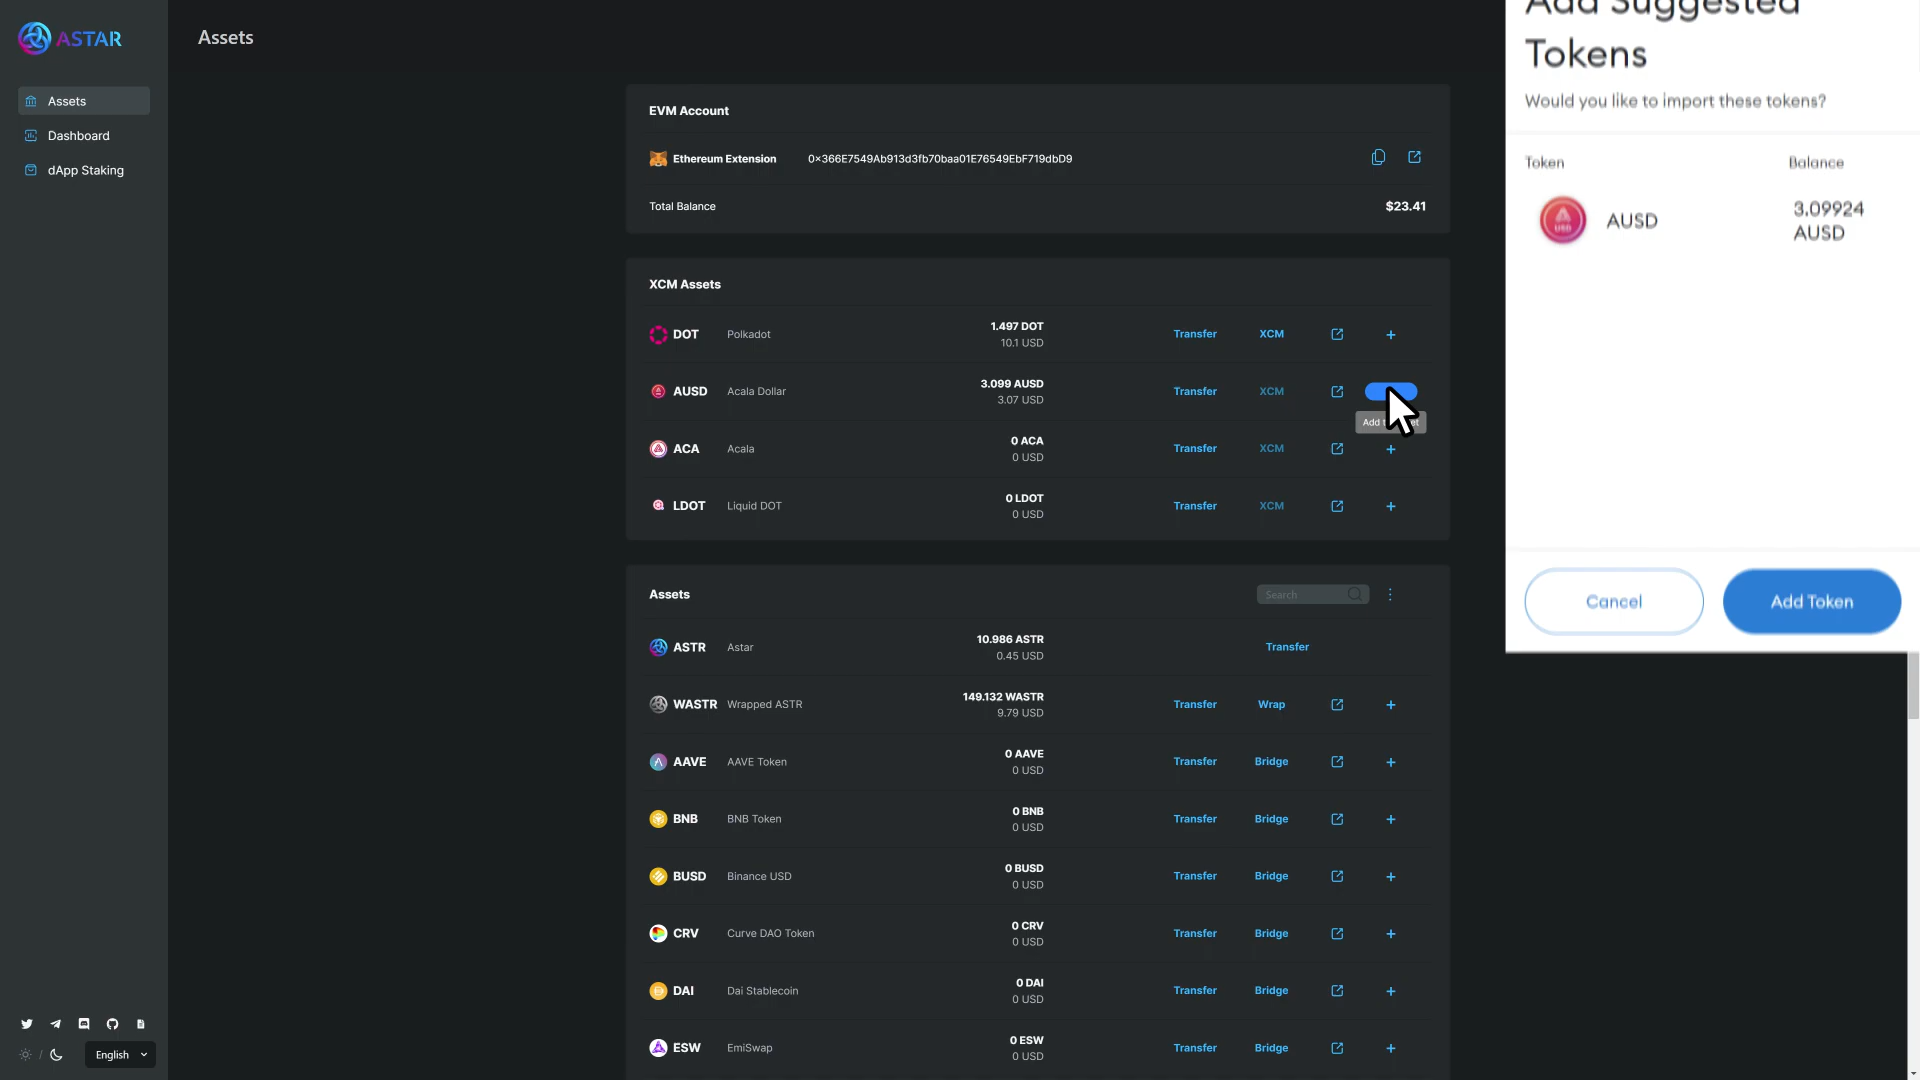 ASTAR
Assets
Dashboard
dApp Staking
English
Assets
EVM Account
Ethereum Extension 0x366E7549Ab913d3fb70baa01E76549EbF719dbD9
Total Balance $23.41
XCM Assets
DOT Polkadot 1.497 DOT Transfer XCM
10.1 USD
AUSD Acala Dollar 3.099 AUSD Transfer XCM
3.07 USD
Add
ACA Acala 0 ACA Transfer XCM
0 USD
LDOT Liquid DOT 0 LDOT Transfer XCM
0 USD
Assets Search
ASTR Astar 10.986 ASTR Transfer
0.45 USD
WASTR Wrapped ASTR 149.132 WASTR Transfer Wrap
9.79 USD
AAVE AAVE Token 0 AAVE Transfer Bridge
0 USD
BNB BNB Token 0 BNB Transfer Bridge
0 USD
BUSD Binance USD 0 BUSD Transfer Bridge
0 USD
CRV Curve DAO Token 0 CRV Transfer Bridge
0 USD
DAI Dai Stablecoin 0 DAI Transfer Bridge
0 USD
ESW EmiSwap 0 ESW Transfer Bridge
0 USD
Add Suggested
Tokens
Would you like to import these tokens?
Token Balance
AUSD 3.09924
AUSD
Cancel Add Token